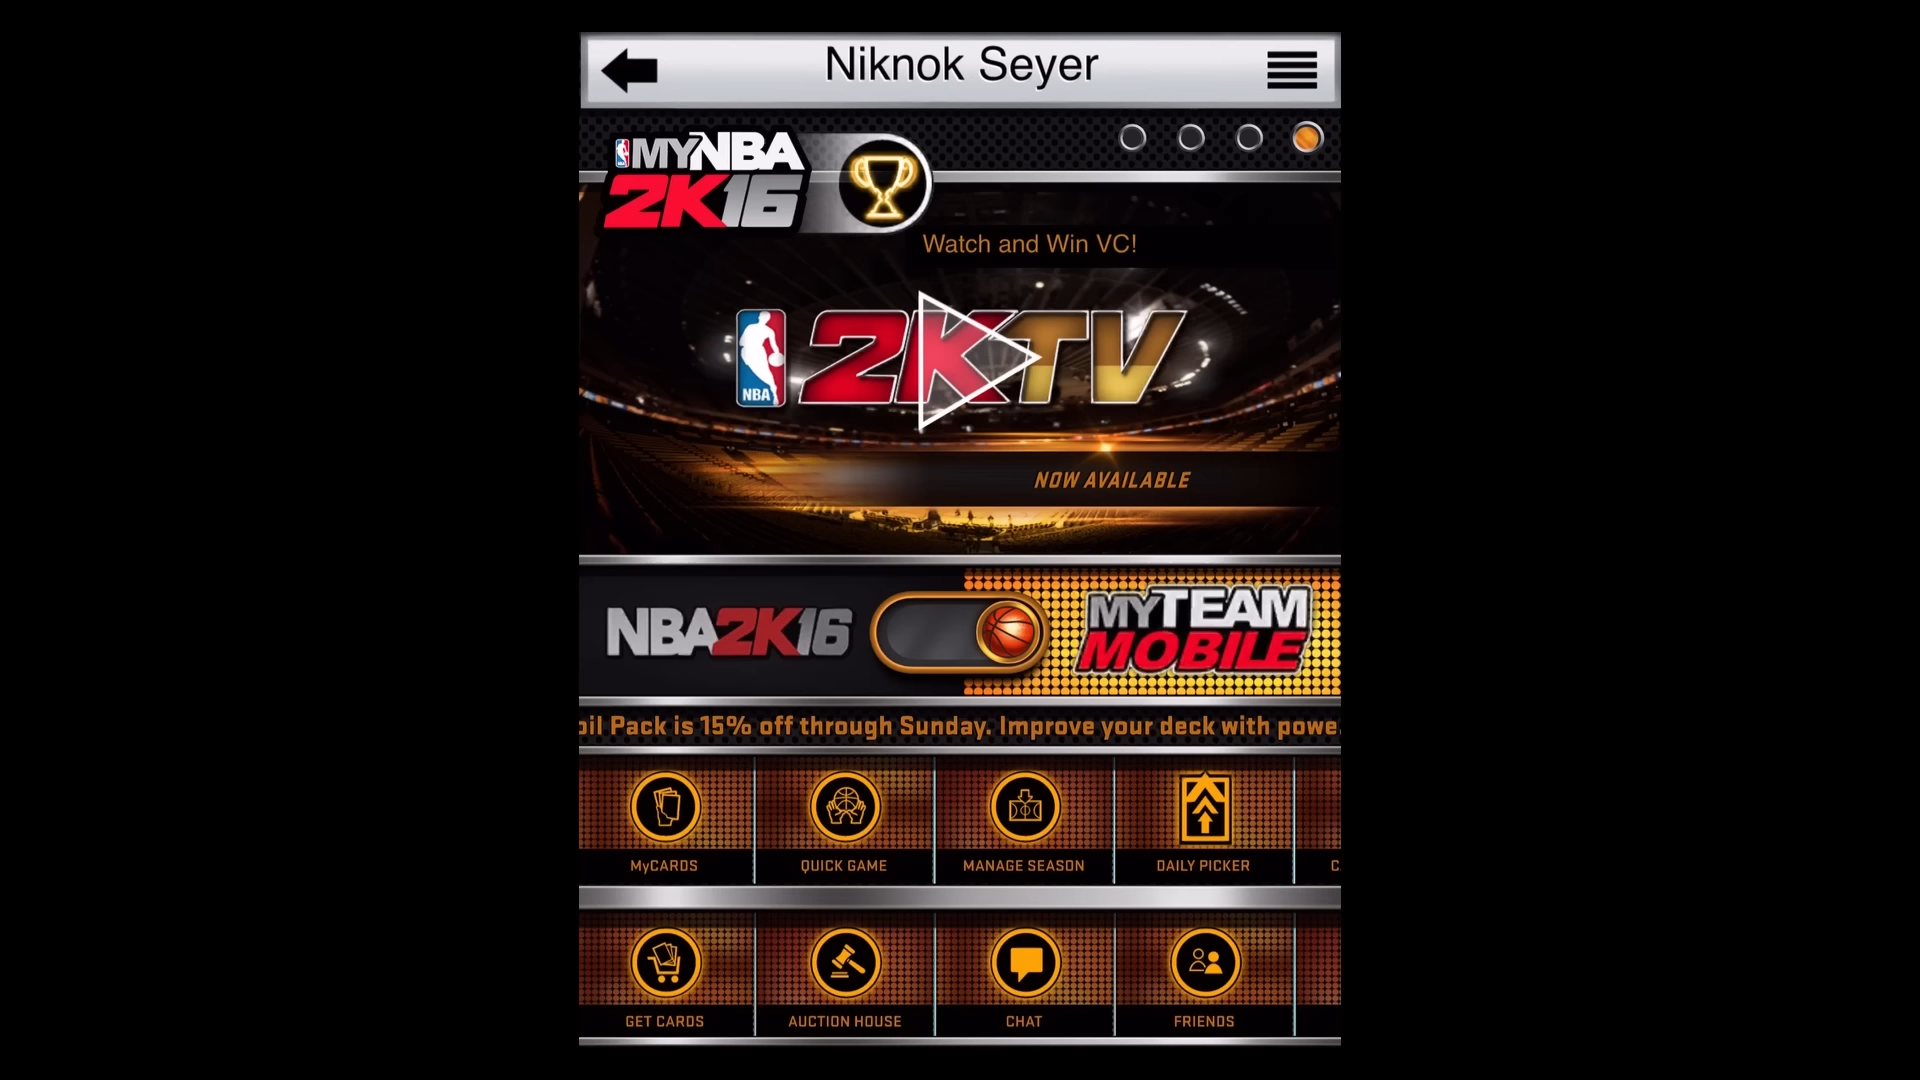 Niknok Seyer
MYNBA
2K16
Watch and Win VC!
NBA
2KTV
NOW AVAILABLE
NBA2K16
MYTEAM
MOBILE
oil Pack is 15% off through Sunday. Improve your deck with powe
MyCARDS
QUICK GAME
MANAGE SEASON
DAILY PICKER
GET CARDS
AUCTION HOUSE
CHAT
FRIENDS